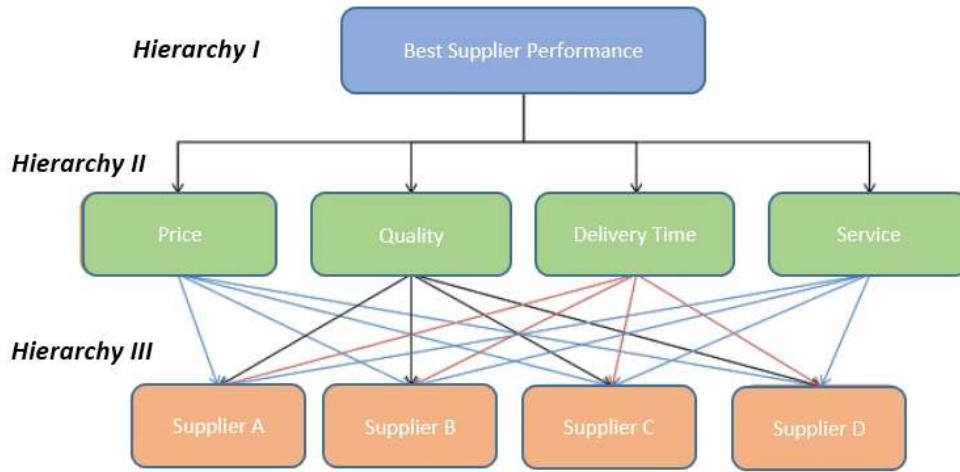 Hierarchy I
Best Supplier Performance
Hierarchy II
Price
Quality
Delivery Time
Service
Hierarchy III
Supplier A
Supplier B
Supplier C
Supplier D